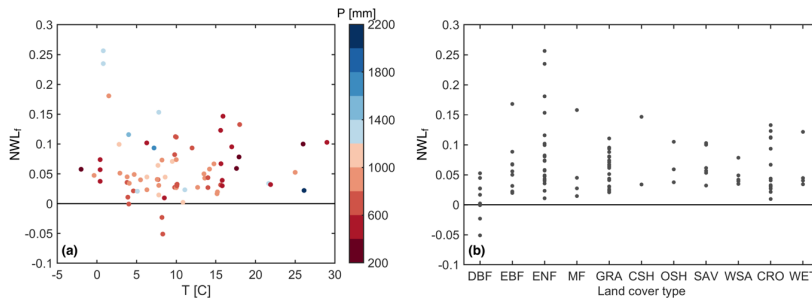 P [mm]
0.3
0.25
0.2
0.15
0.1
0.05
0
-0.05
-0.1
NWLf
(a)
-5 0 5 10 15 20 25 30
T [C]
2200
1800
1400
1000
600
200
0.3
0.25
0.2
0.15
0.1
0.05
0
-0.05
-0.1
NWLf
(b)
DBF EBF ENF MF GRA CSH OSH SAV WSA CRO WET
Land cover type